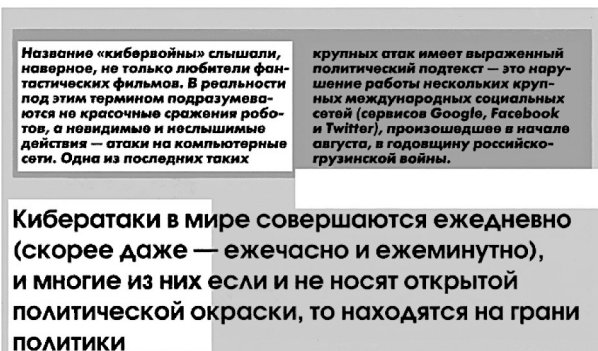 Название «кибервойны» слышали,
наверное, не только любители фан-
тастических фильмов. В реальности
под этим термином подразумева-
ются не красочные сражения робо-
тов, а невидимые и неслышимые
действия — атаки на компьютерные
сети. Одна из последних таких
крупных атак имеет выраженный
политический подтекст — это нару-
шение работы нескольких круп-
ных международных социальных
сетей (сервисов Google, Facebook
и Twitter), произошедшее в начале
августа, в годовщину российско-
грузинской войны.
Кибератаки в мире совершаются ежедневно
(скорее даже — ежечасно и ежеминутно),
и многие из них если и не носят открытой
политической окраски, то находятся на грани
политики